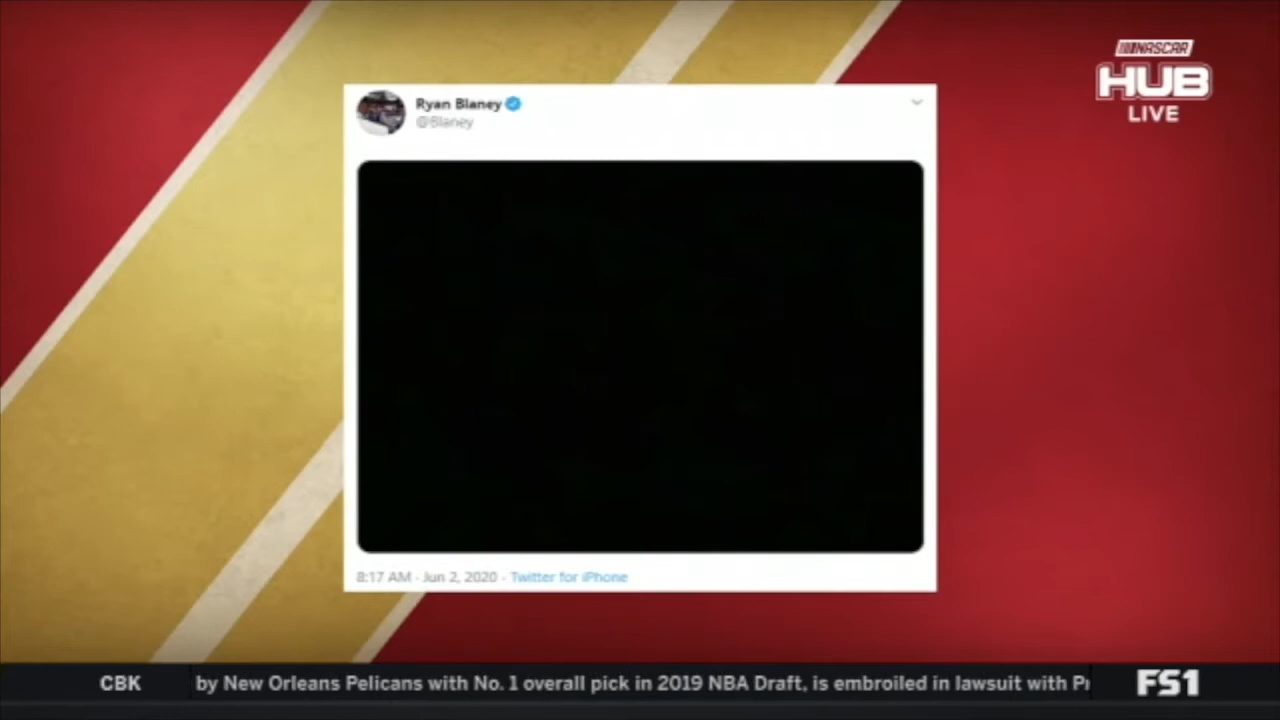 NASCAR
HUB
LIVE
Ryan Blaney
@Blaney
8:17 AM · Jun 2, 2020 · Twitter for iPhone
CBK
by New Orleans Pelicans with No. 1 overall pick in 2019 NBA Draft, is embroiled in lawsuit with
FS1